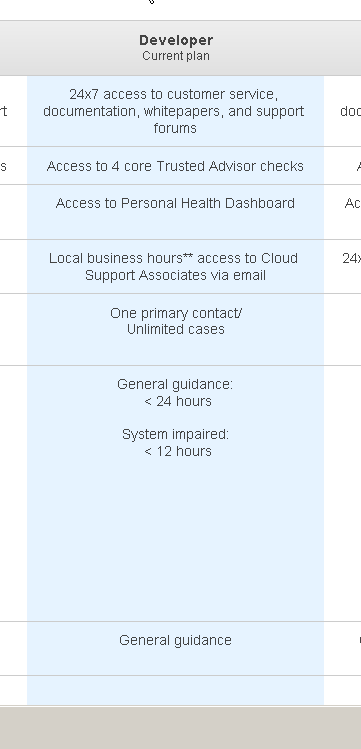 Developer
Current plan
24x7 access to customer service,
documentation, whitepapers, and support
forums
rt
doc
Access to 4 core Trusted Advisor checks
s
A
Access to Personal Health Dashboard
Ac
Local business hours** access to Cloud
Support Associates via email
24x
One primary contact/
Unlimited cases
General guidance:
< 24 hours
System impaired:
< 12 hours
General guidance